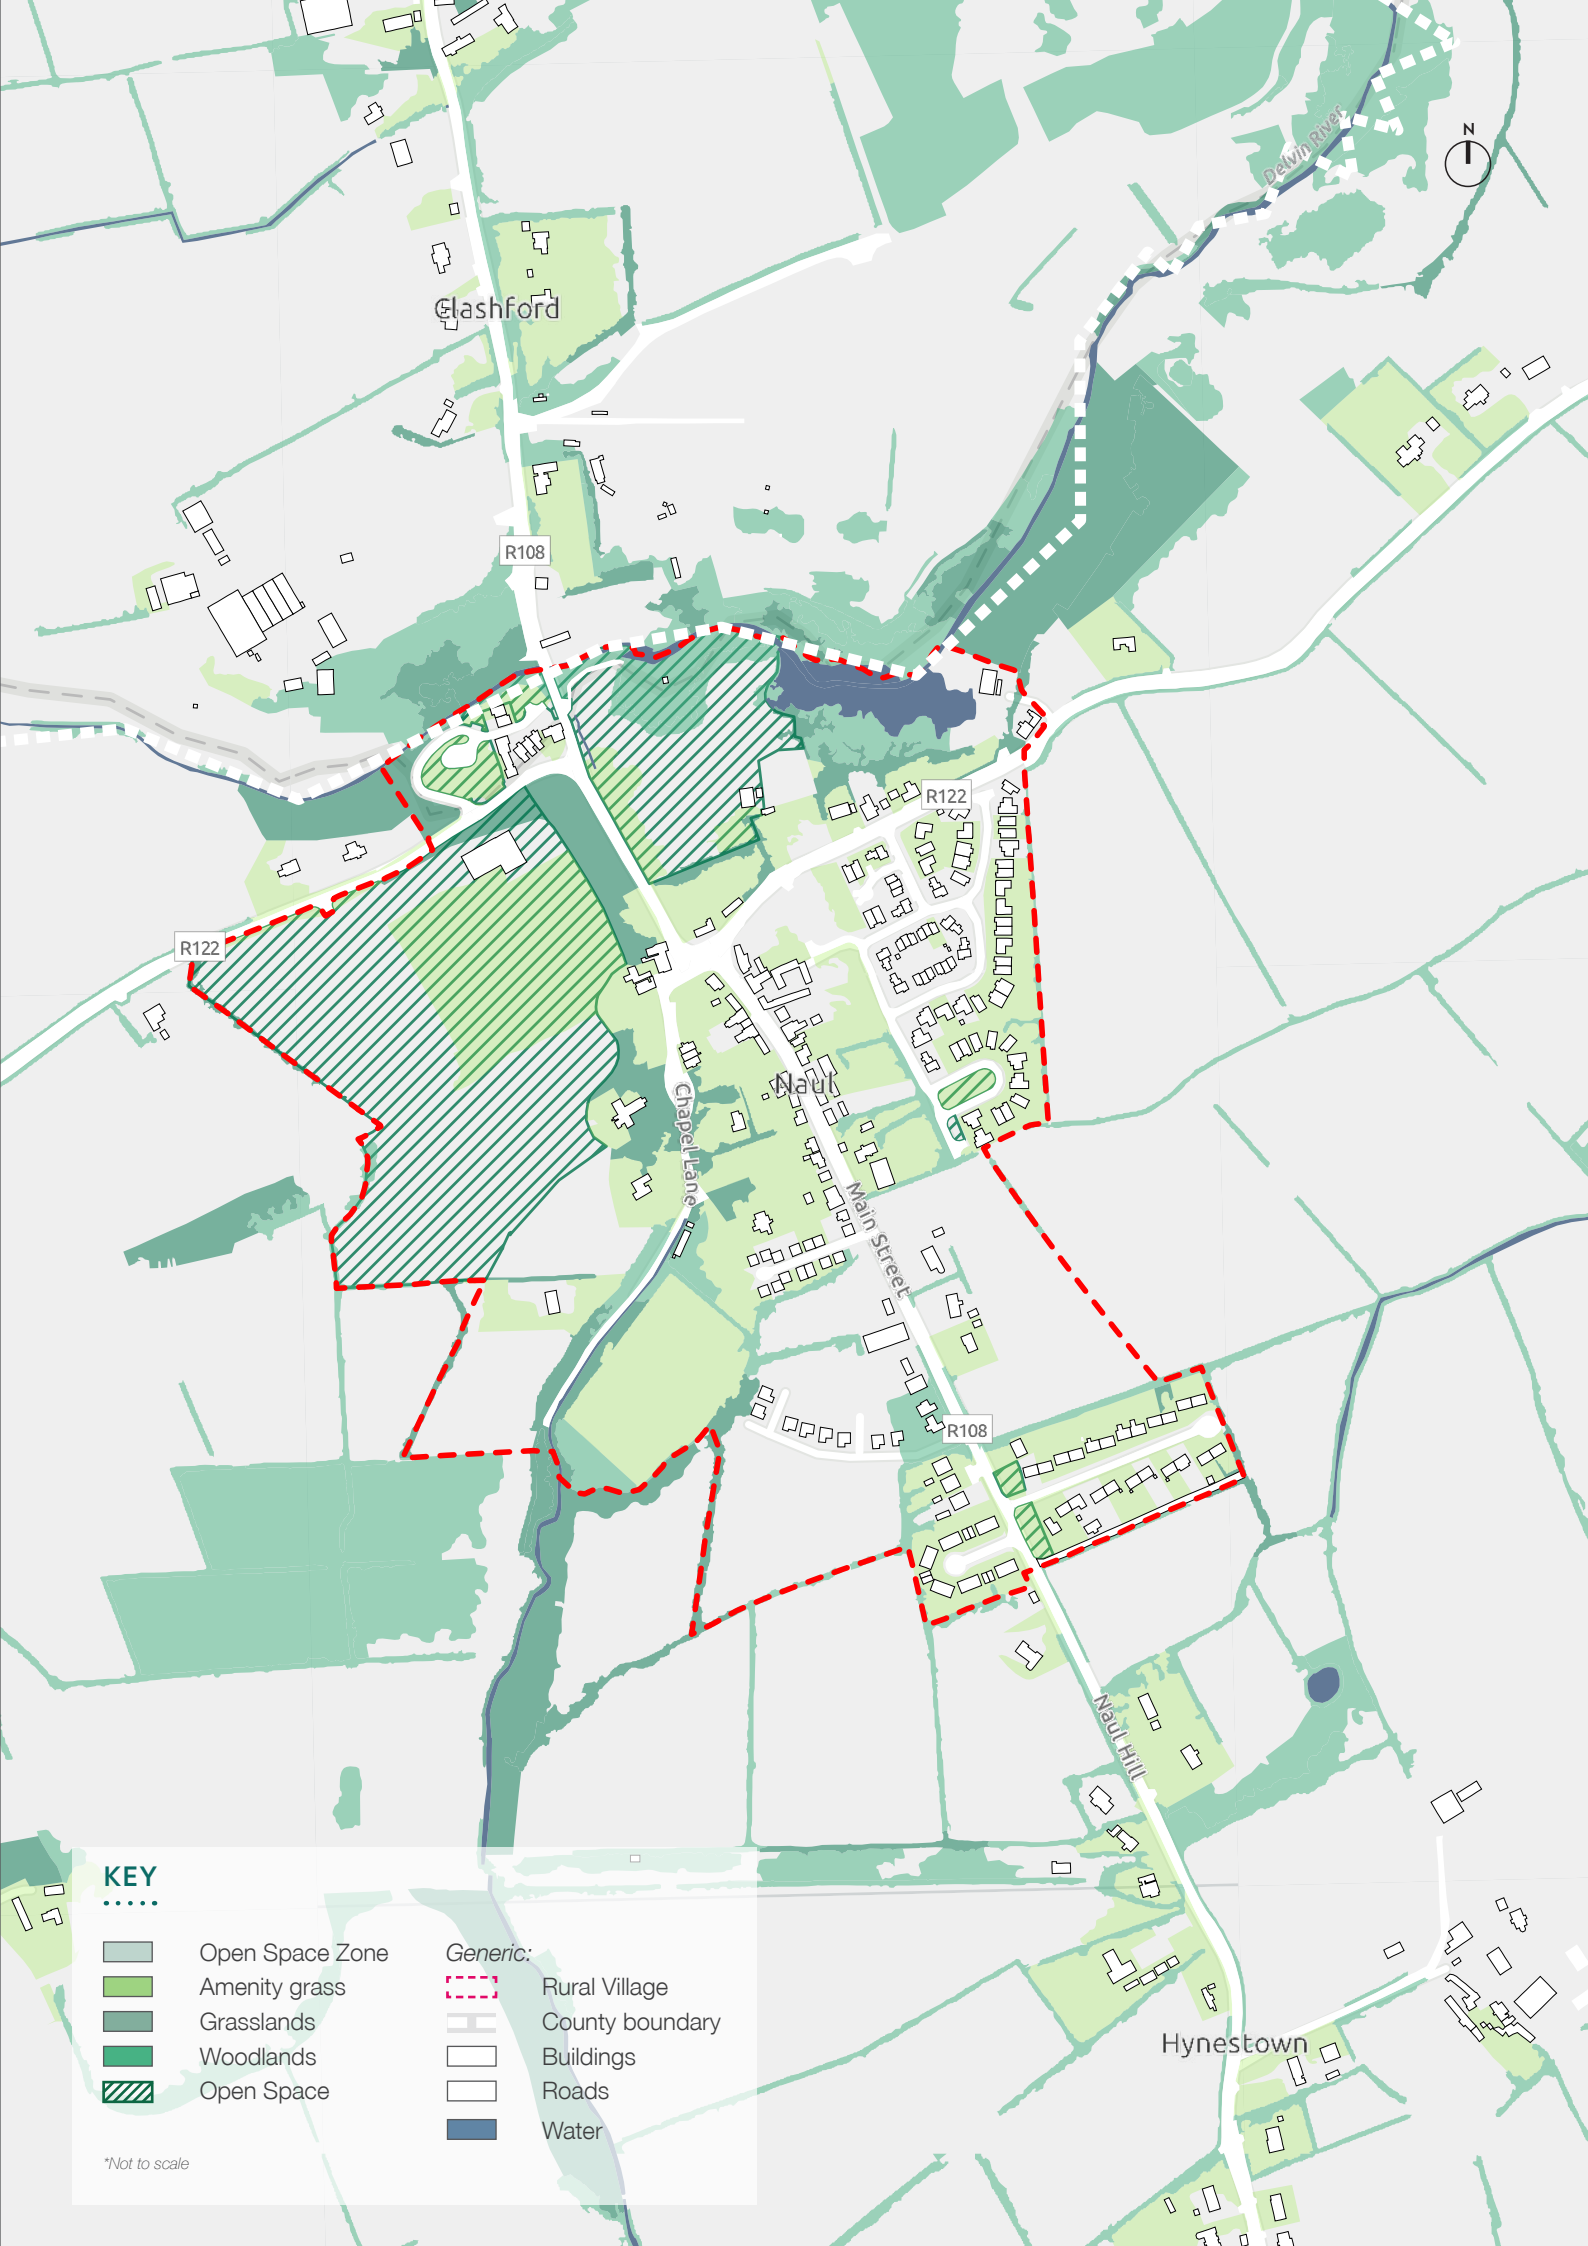 Delvin River
N
Clashford
R108
R122
R122
Naul
Chapel Lane
Main Street
R108
Naul Hill
Hynestown
KEY
Open Space Zone
Amenity grass
Grasslands
Woodlands
Open Space
Generic:
Rural Village
County boundary
Buildings
Roads
Water
*Not to scale